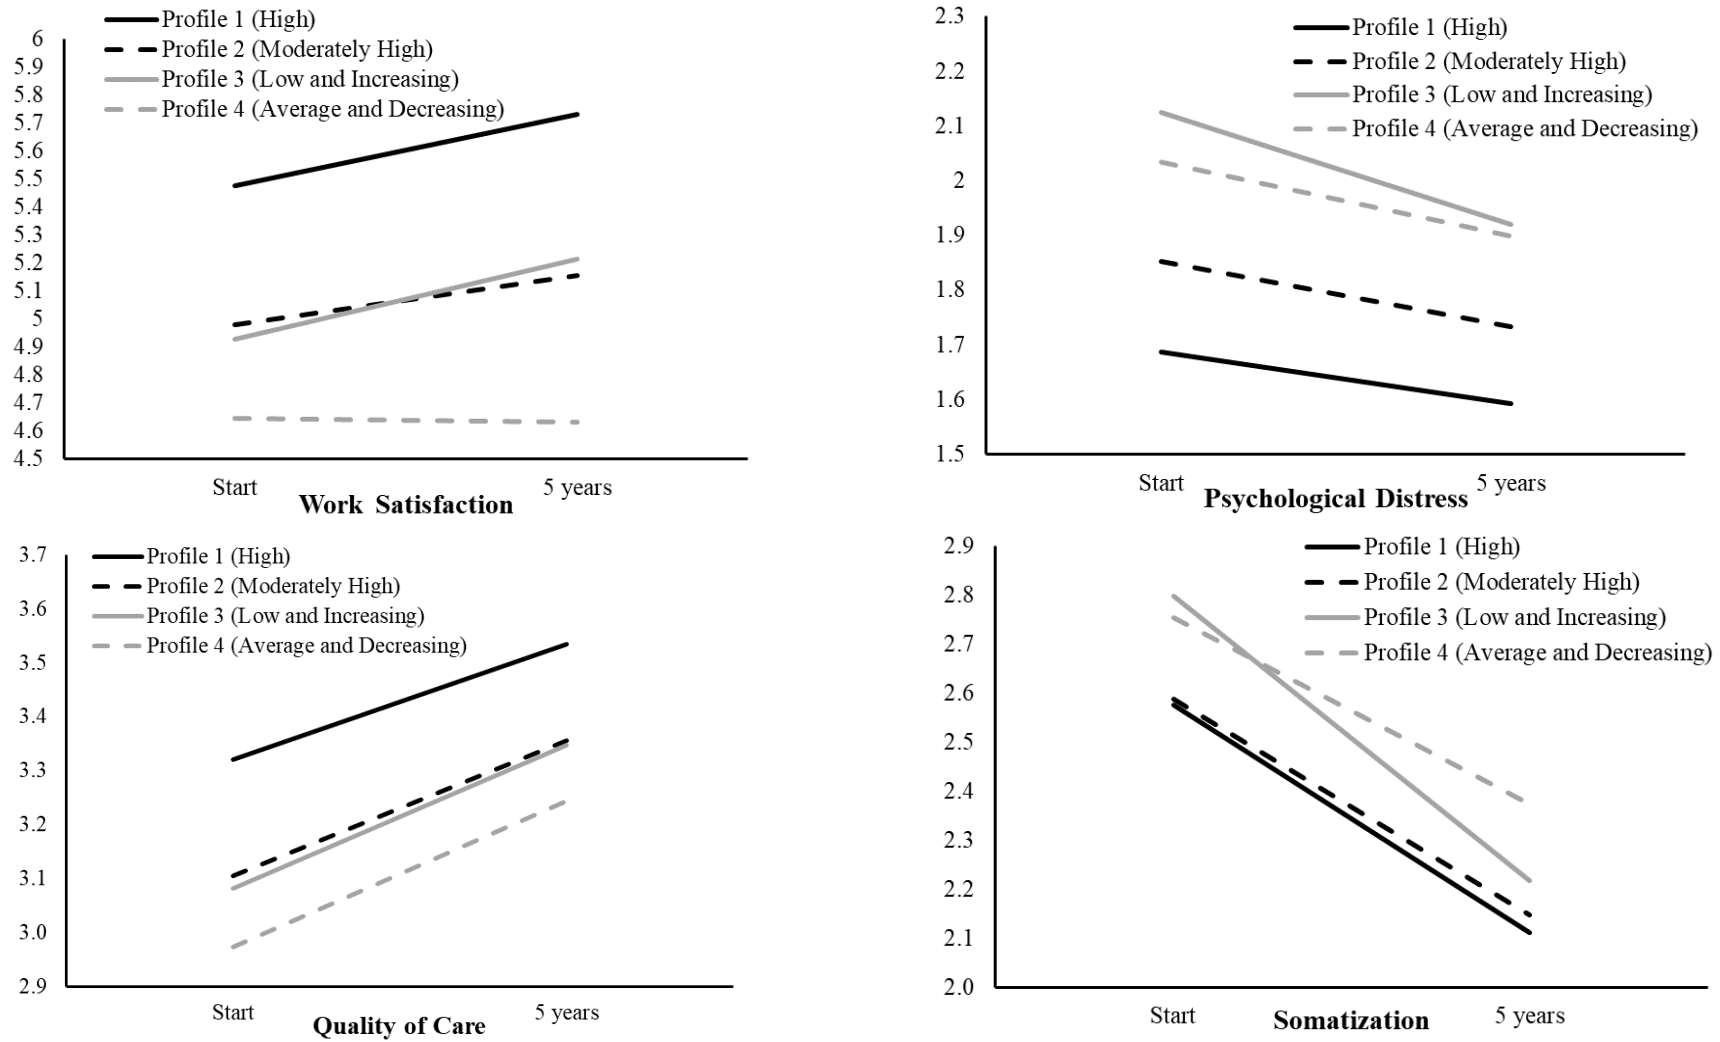 Profile 1 (High)
Profile 2 (Moderately High)
Profile 3 (Low and Increasing)
Profile 4 (Average and Decreasing)
6
5.9
5.8
5.7
5.6
5.5
5.4
5.3
5.2
5.1
5
4.9
4.8
4.7
4.6
4.5
Start
5 years
Work Satisfaction
Profile 1 (High)
Profile 2 (Moderately High)
Profile 3 (Low and Increasing)
Profile 4 (Average and Decreasing)
2.3
2.2
2.1
2
1.9
1.8
1.7
1.6
1.5
Start
5 years
Psychological Distress
Profile 1 (High)
Profile 2 (Moderately High)
Profile 3 (Low and Increasing)
Profile 4 (Average and Decreasing)
3.7
3.6
3.5
3.4
3.3
3.2
3.1
3.0
2.9
Start
5 years
Quality of Care
Profile 1 (High)
Profile 2 (Moderately High)
Profile 3 (Low and Increasing)
Profile 4 (Average and Decreasing)
2.9
2.8
2.7
2.6
2.5
2.4
2.3
2.2
2.1
2.0
Start
5 years
Somatization